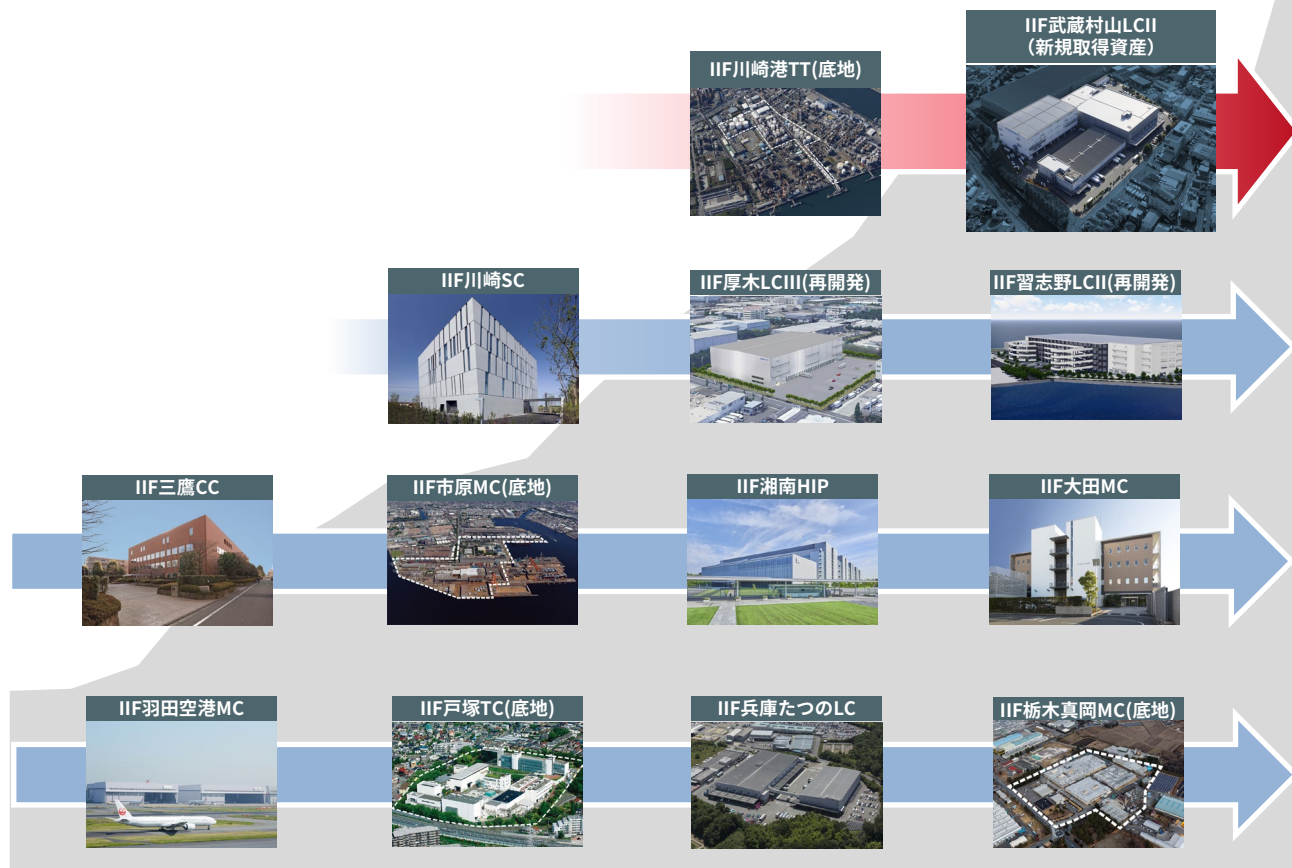 IIF川崎港TT(底地)
IIF武蔵村山LCII
（新規取得資産）
IIF川崎SC
IIF厚木LCIII(再開発)
IIF習志野LCII(再開発)
IIF三鷹CC
IIF市原MC(底地)
IIF湘南HIP
IIF大田MC
IIF羽田空港MC
IIF戸塚TC(底地)
IIF兵庫たつのLC
IIF栃木真岡MC(底地)